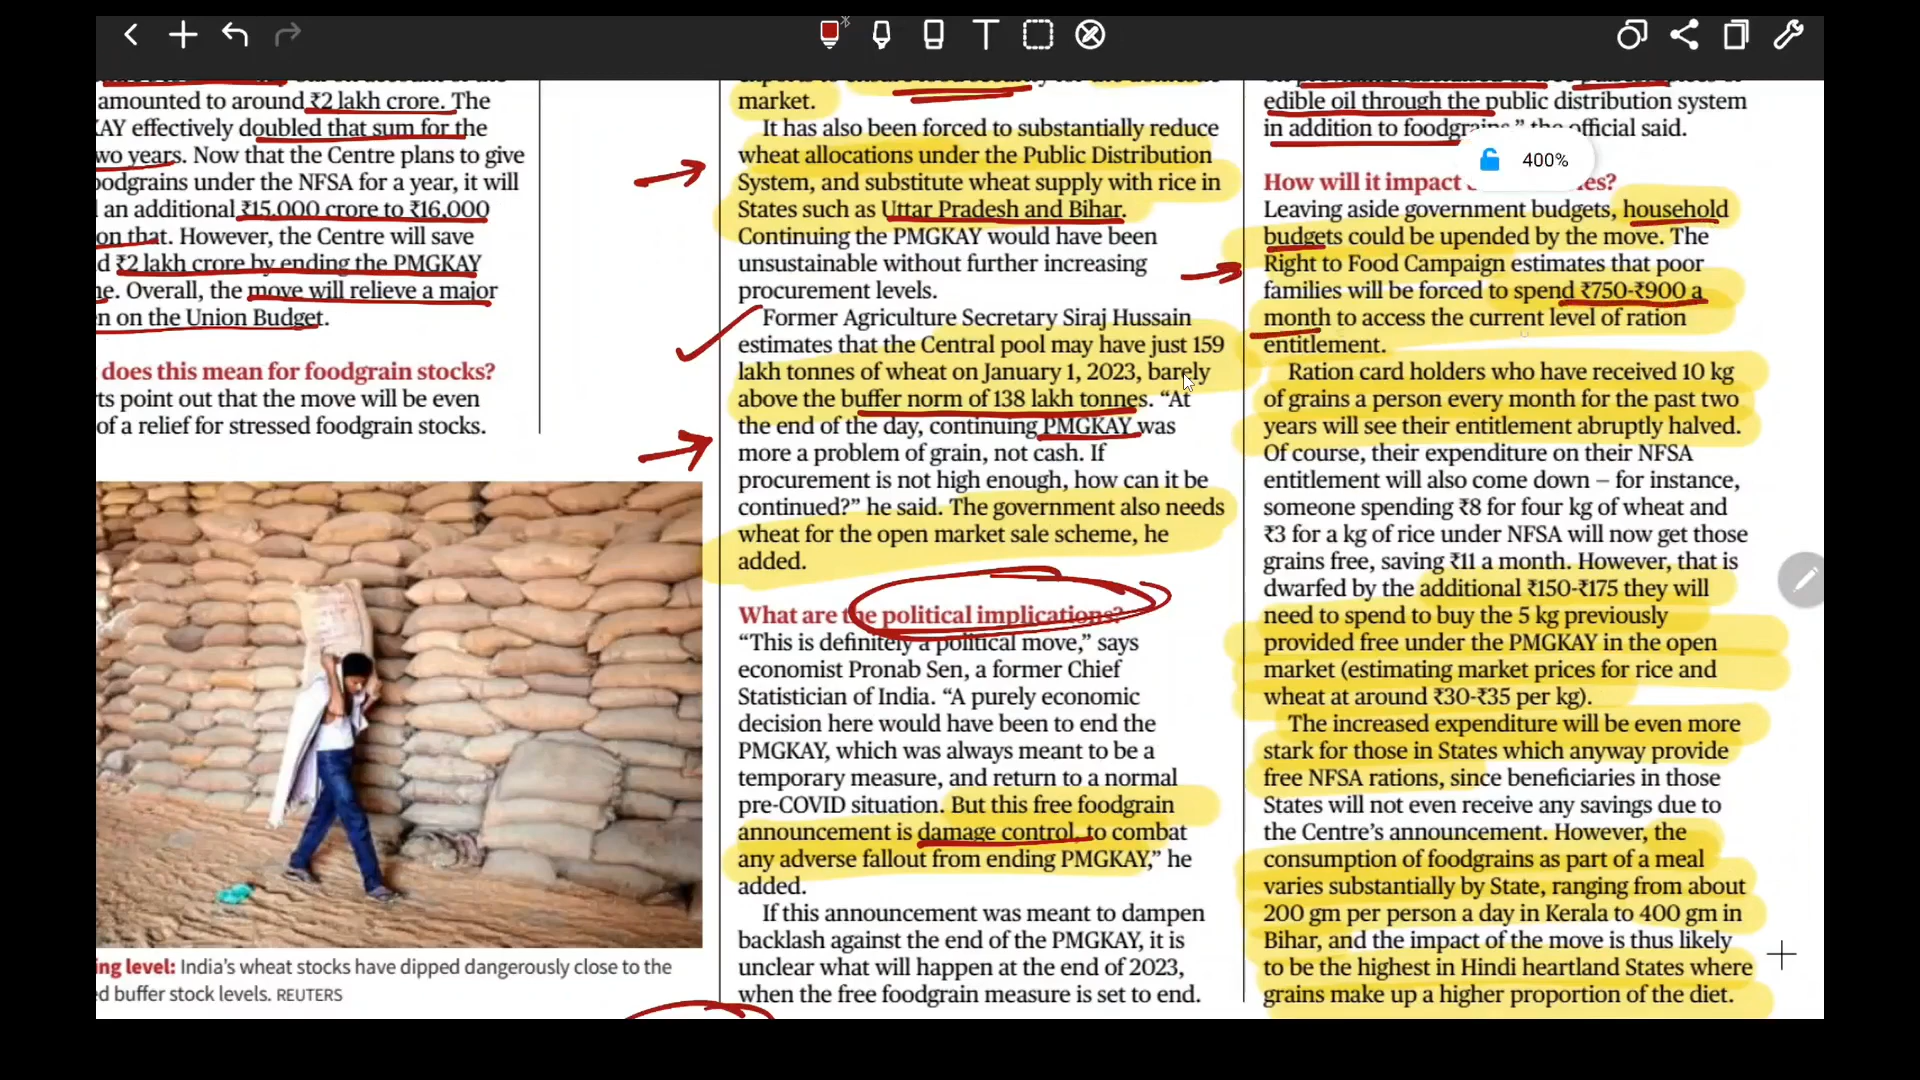 amounted to around ₹2 lakh crore. The
KAY effectively doubled that sum for the
wo years. Now that the Centre plans to give
oodgrains under the NFSA for a year, it will
an additional ₹15,000 crore to ₹16,000
on that. However, the Centre will save
d ₹2 lakh crore by ending the PMGKAY
ne. Overall, the move will relieve a major
n on the Union Budget.
does this mean for foodgrain stocks?
rts point out that the move will be even
of a relief for stressed foodgrain stocks.
ing level: India's wheat stocks have dipped dangerously close to the
d buffer stock levels. REUTERS
market.
It has also been forced to substantially reduce
wheat allocations under the Public Distribution
System, and substitute wheat supply with rice in
States such as Uttar Pradesh and Bihar.
Continuing the PMGKAY would have been
unsustainable without further increasing
procurement levels.
Former Agriculture Secretary Siraj Hussain
estimates that the Central pool may have just 159
lakh tonnes of wheat on January 1, 2023, barely
above the buffer norm of 138 lakh tonnes. “At
the end of the day, continuing PMGKAY was
more a problem of grain, not cash. If
procurement is not high enough, how can it be
continued?” he said. The government also needs
wheat for the open market sale scheme, he
added.
What are the political implications?
“This is definitely a political move,” says
economist Pronab Sen, a former Chief
Statistician of India. “A purely economic
decision here would have been to end the
PMGKAY, which was always meant to be a
temporary measure, and return to a normal
pre-COVID situation. But this free foodgrain
announcement is damage control, to combat
any adverse fallout from ending PMGKAY,” he
added.
If this announcement was meant to dampen
backlash against the end of the PMGKAY, it is
unclear what will happen at the end of 2023,
when the free foodgrain measure is set to end.
edible oil through the public distribution system
in addition to foodgrains,” the official said.
400%
How will it impact
Leaving aside government budgets, household
budgets could be upended by the move. The
Right to Food Campaign estimates that poor
families will be forced to spend ₹750-₹900 a
month to access the current level of ration
entitlement.
Ration card holders who have received 10 kg
of grains a person every month for the past two
years will see their entitlement abruptly halved.
Of course, their expenditure on their NFSA
entitlement will also come down – for instance,
someone spending ₹8 for four kg of wheat and
₹3 for a kg of rice under NFSA will now get those
grains free, saving ₹11 a month. However, that is
dwarfed by the additional ₹150-₹175 they will
need to spend to buy the 5 kg previously
provided free under the PMGKAY in the open
market (estimating market prices for rice and
wheat at around ₹30-₹35 per kg).
The increased expenditure will be even more
stark for those in States which anyway provide
free NFSA rations, since beneficiaries in those
States will not even receive any savings due to
the Centre's announcement. However, the
consumption of foodgrains as part of a meal
varies substantially by State, ranging from about
200 gm per person a day in Kerala to 400 gm in
Bihar, and the impact of the move is thus likely
to be the highest in Hindi heartland States where
grains make up a higher proportion of the diet.